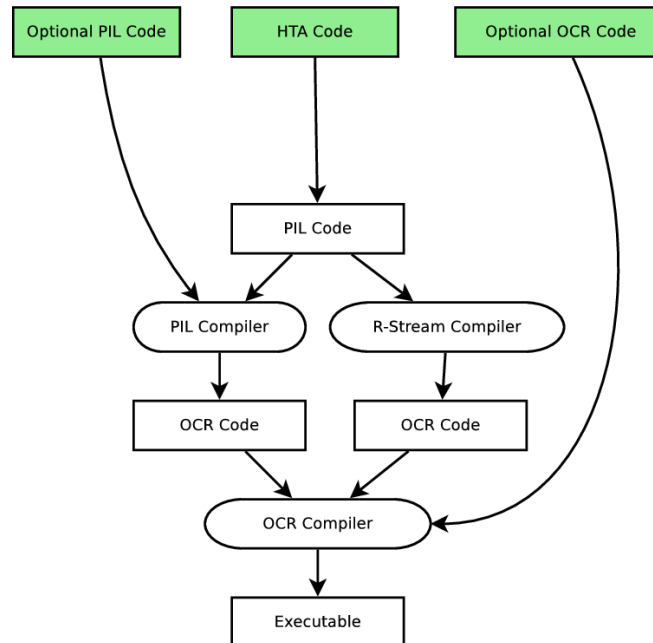 Optional PIL Code
HTA Code
Optional OCR Code
PIL Code
PIL Compiler
R-Stream Compiler
OCR Code
OCR Code
OCR Compiler
Executable